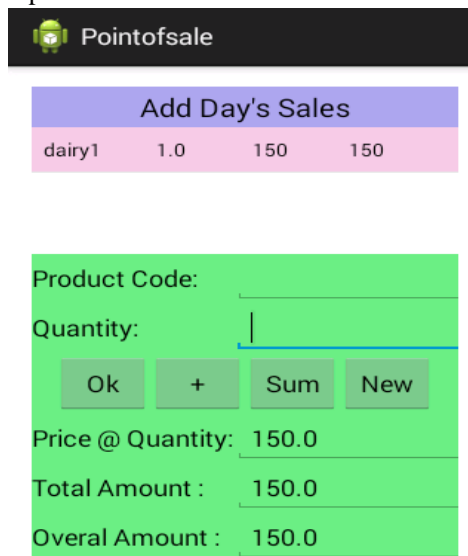 Pointofsale
Add Day's Sales
dairy1 1.0 150 150
Product Code:
Quantity:
Ok + Sum New
Price @ Quantity: 150.0
Total Amount : 150.0
Overal Amount : 150.0